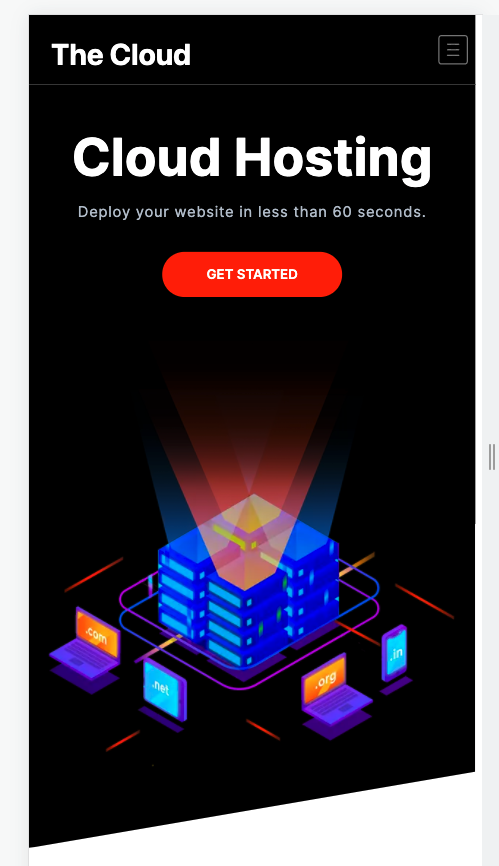 The Cloud
Cloud Hosting
Deploy your website in less than 60 seconds.
GET STARTED
.com
.in
.net
.org